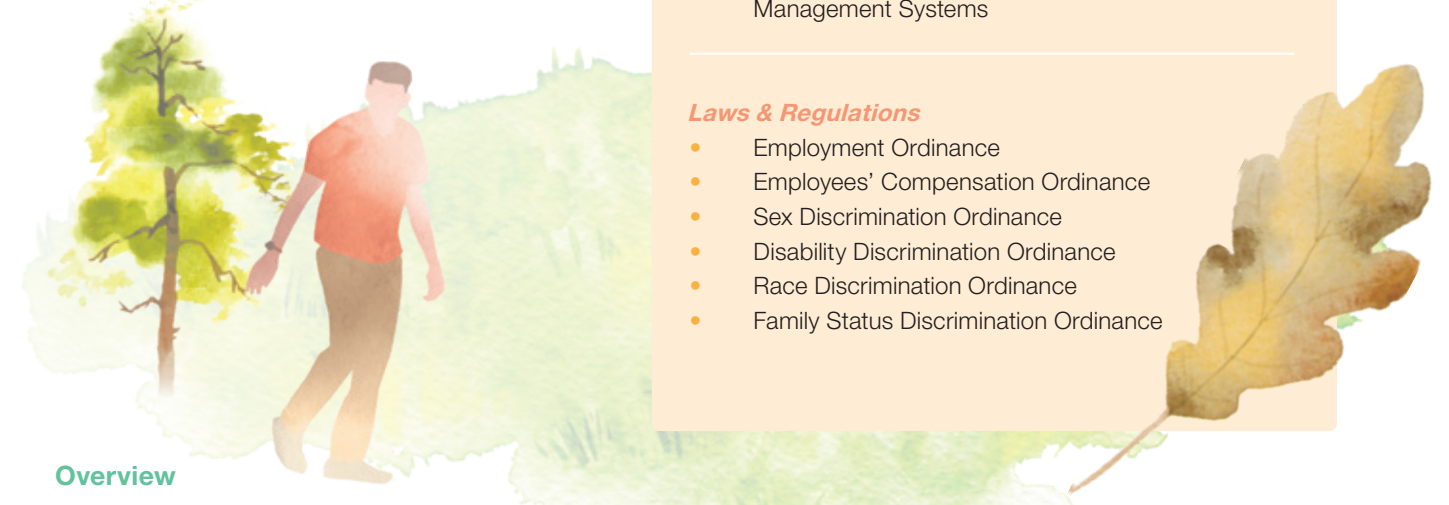 Management Systems
Laws & Regulations
• Employment Ordinance
• Employees’ Compensation Ordinance
• Sex Discrimination Ordinance
• Disability Discrimination Ordinance
• Race Discrimination Ordinance
• Family Status Discrimination Ordinance
Overview